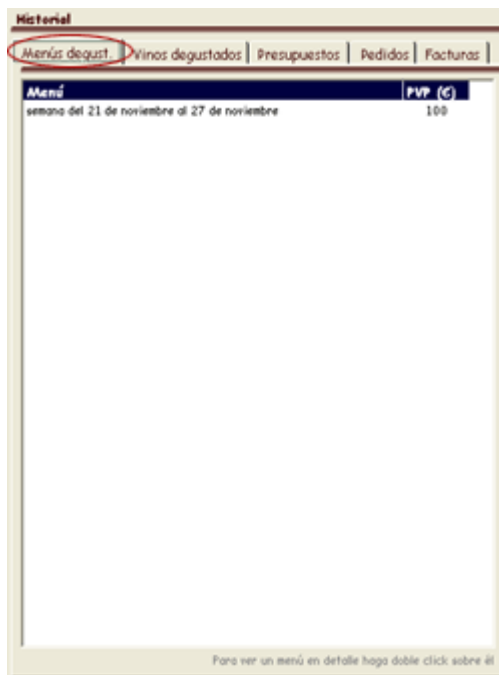 Historial
Menús degust. Vinos degustados Presupuestos Pedidos Facturas
Menú PVP (€)
semana del 21 de noviembre al 27 de noviembre 100
Para ver un menú en detalle haga doble click sobre él